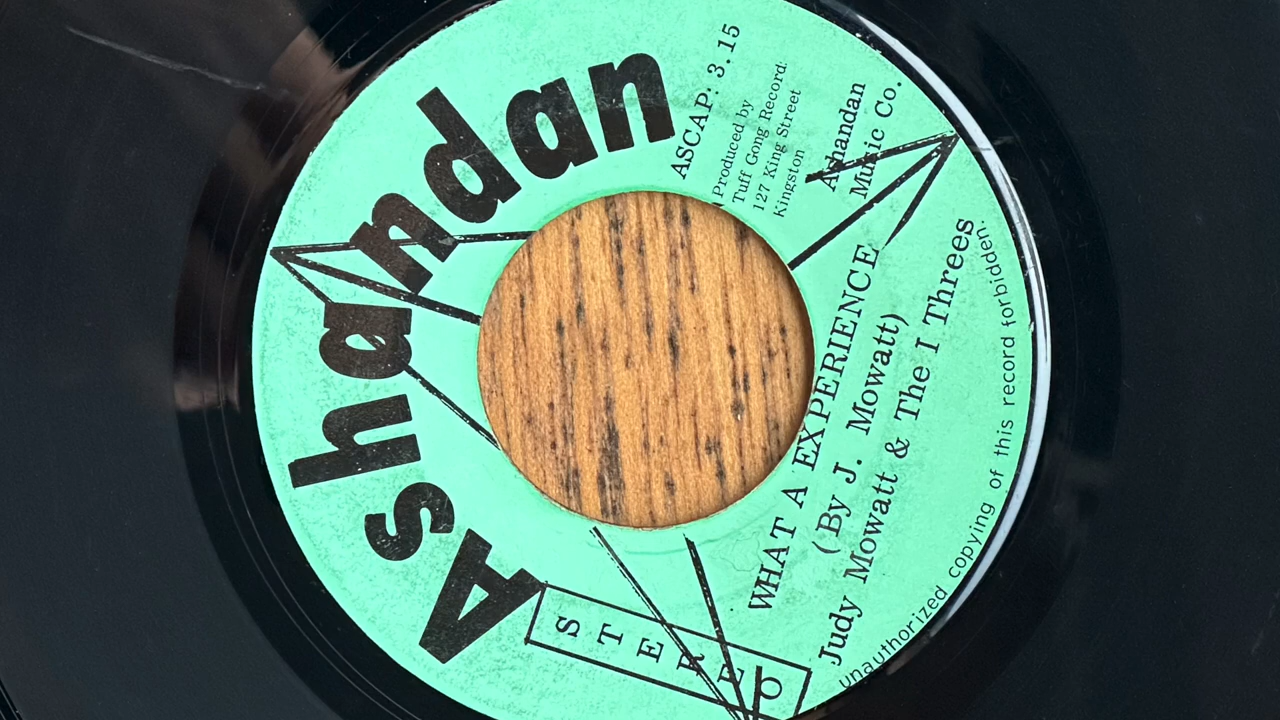 Ashandan
STEREO
ASCAP: 3.15
Produced by
Tuff Gong Record
127 King Street
Kingston
Ashandan
Music Co.
WHAT A EXPERIENCE
(By J. Mowatt)
Judy Mowatt & The I Threes
unauthorized copying of this record forbidden.